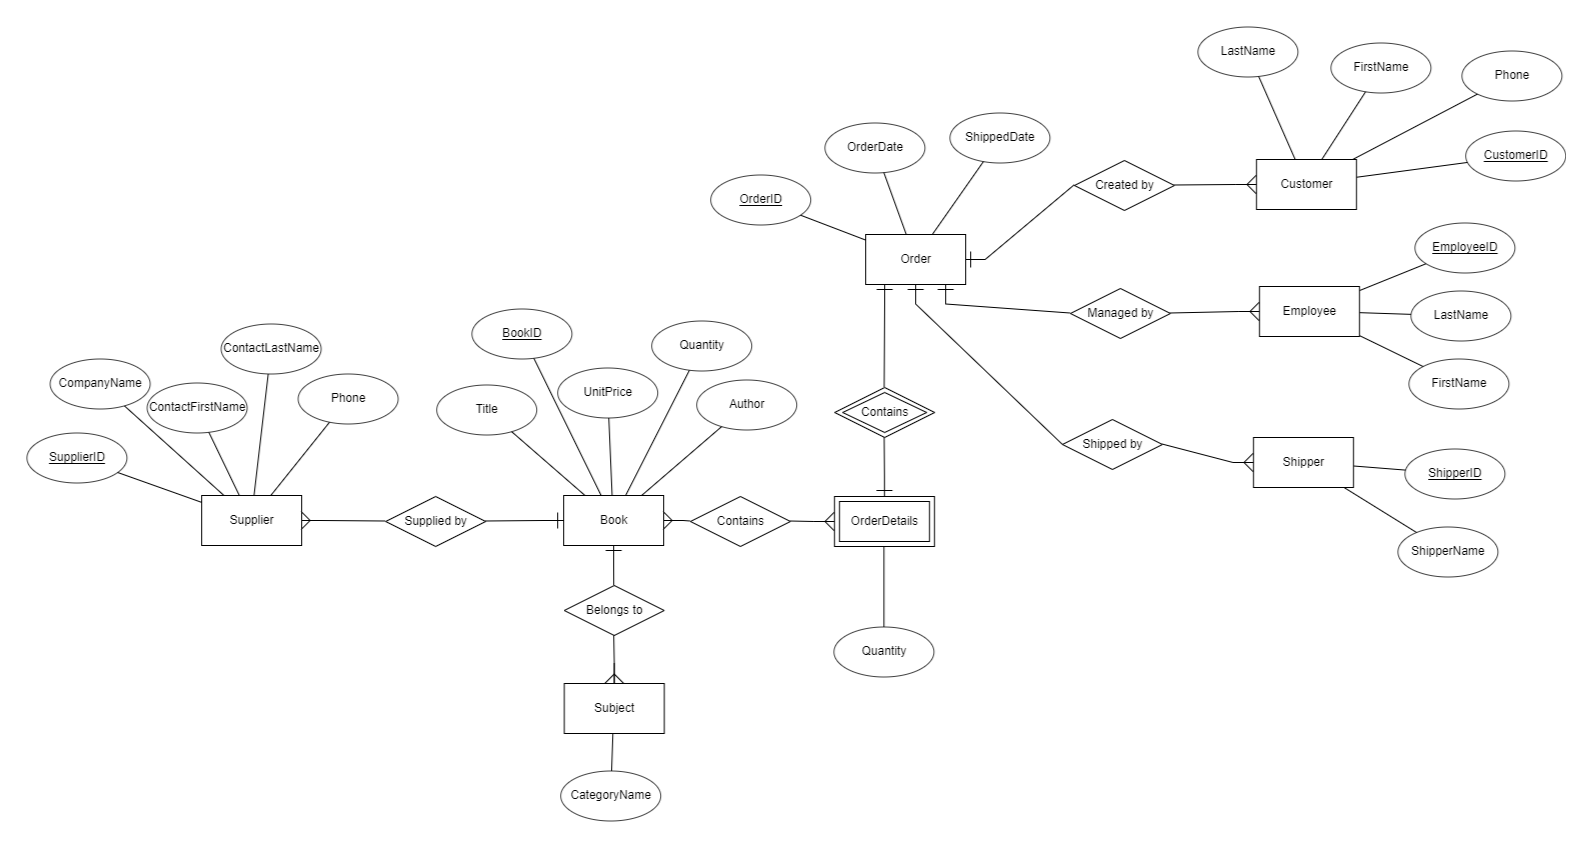 LastName
FirstName
Phone
OrderDate
ShippedDate
CustomerID
Created by
Customer
OrderID
EmployeeID
Order
Managed by
Employee
LastName
BookID
Quantity
ContactLastName
CompanyName
ContactFirstName
Phone
UnitPrice
FirstName
Title
Author
Contains
SupplierID
Shipped by
Shipper
ShipperID
Supplier
Supplied by
Book
Contains
OrderDetails
ShipperName
Belongs to
Quantity
Subject
CategoryName